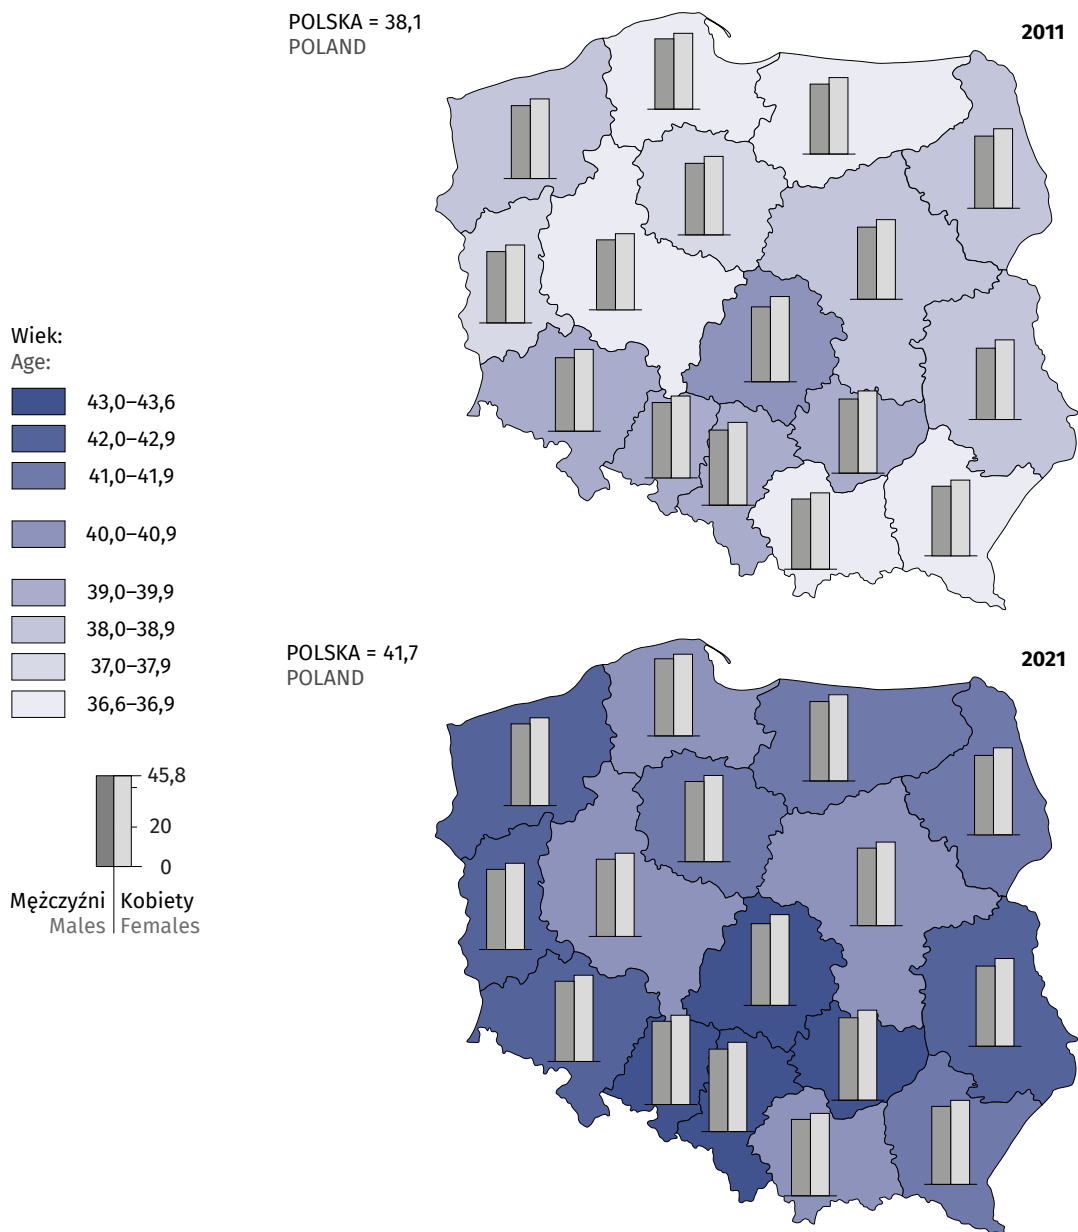 POLSKA = 38,1
POLAND
2011
Wiek:
Age:
43,0–43,6
42,0–42,9
41,0–41,9
40,0–40,9
39,0–39,9
38,0–38,9
37,0–37,9
36,6–36,9
POLSKA = 41,7
POLAND
2021
45,8
20
0
Mężczyźni Kobiety
Males Females